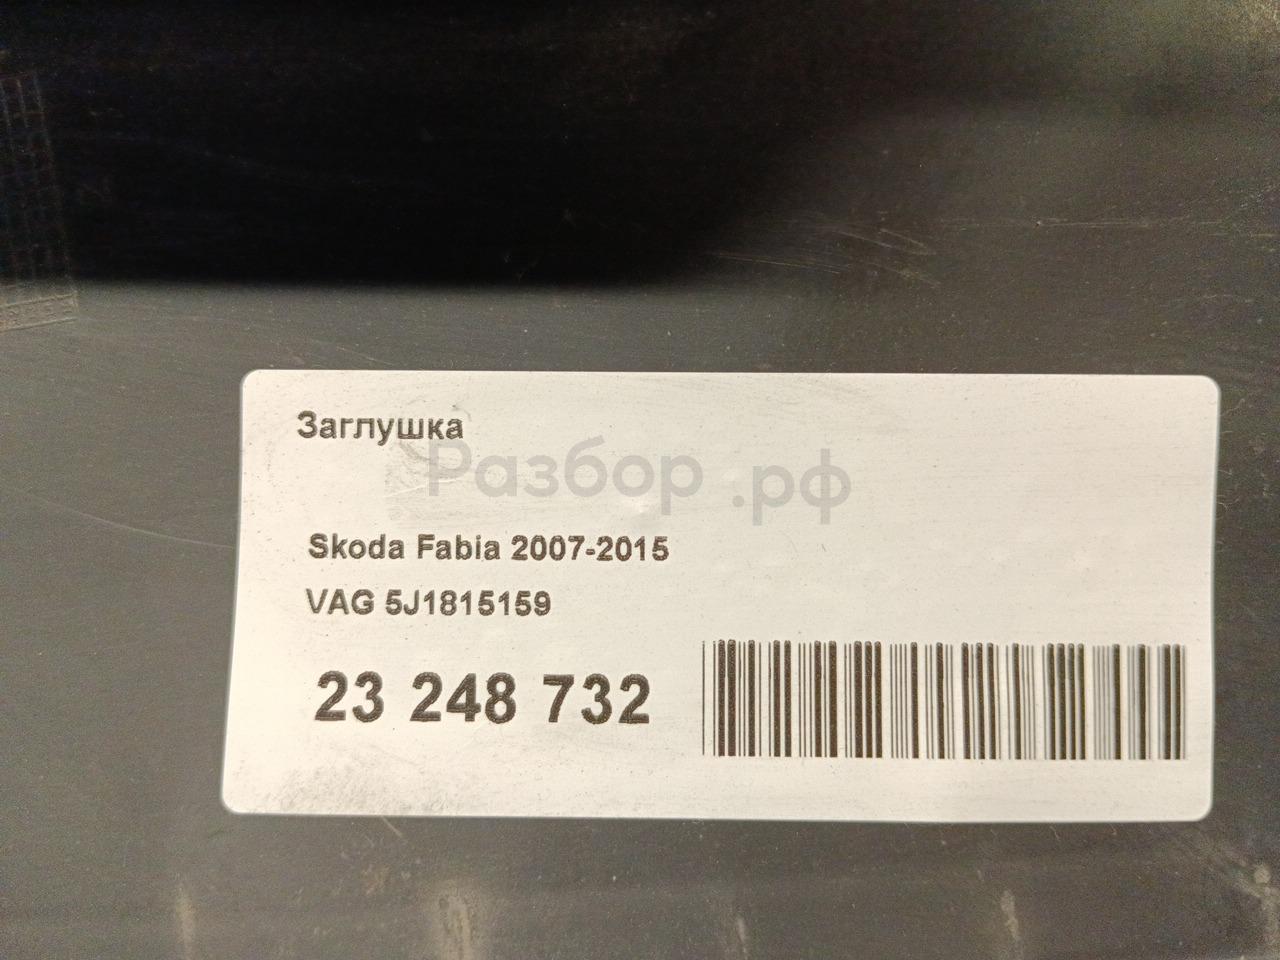 Заглушка
Разбор.рф
Skoda Fabia 2007-2015
VAG 5J1815159
23 248 732